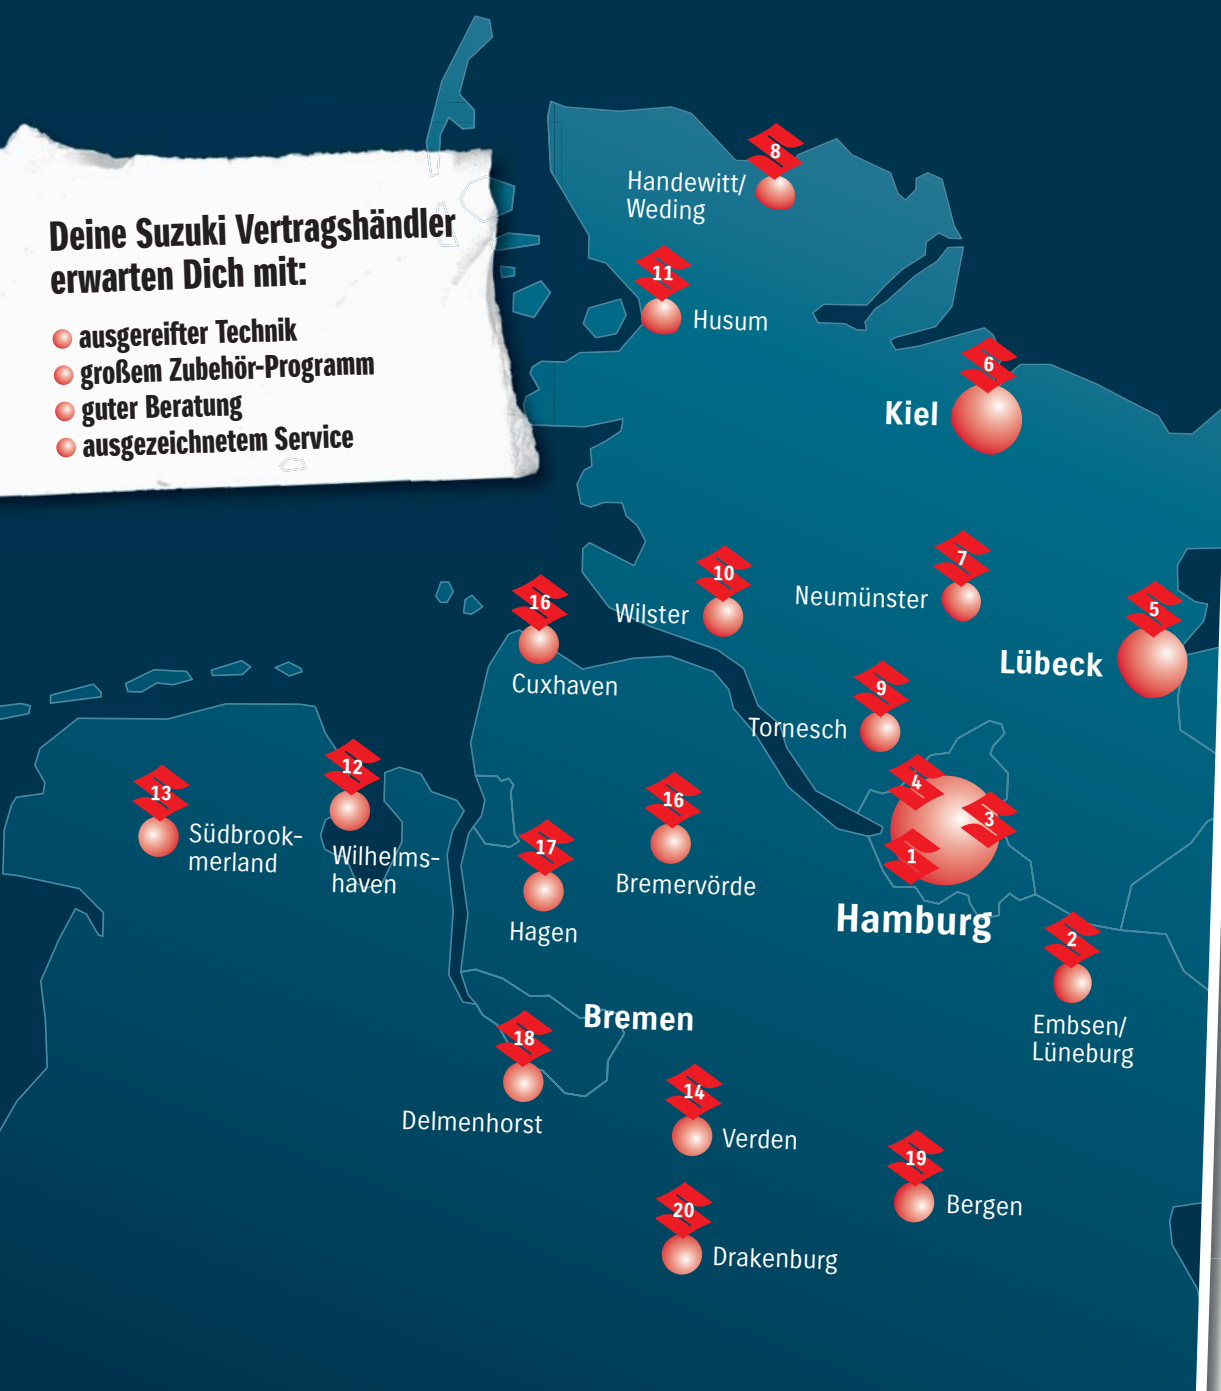 Deine Suzuki Vertragshändler
erwarten Dich mit:
ausgereifter Technik
großem Zubehör-Programm
guter Beratung
ausgezeichnetem Service
8
Handewitt/
Weding
11
Husum
6
Kiel
7
Neumünster
10
Wilster
5
Lübeck
16
Cuxhaven
9
Tornesch
4
3
1
Hamburg
13
Südbrook-
merland
12
Wilhelms-
haven
16
Bremervörde
17
Hagen
2
Embsen/
Lüneburg
Bremen
18
Delmenhorst
14
Verden
19
Bergen
20
Drakenburg